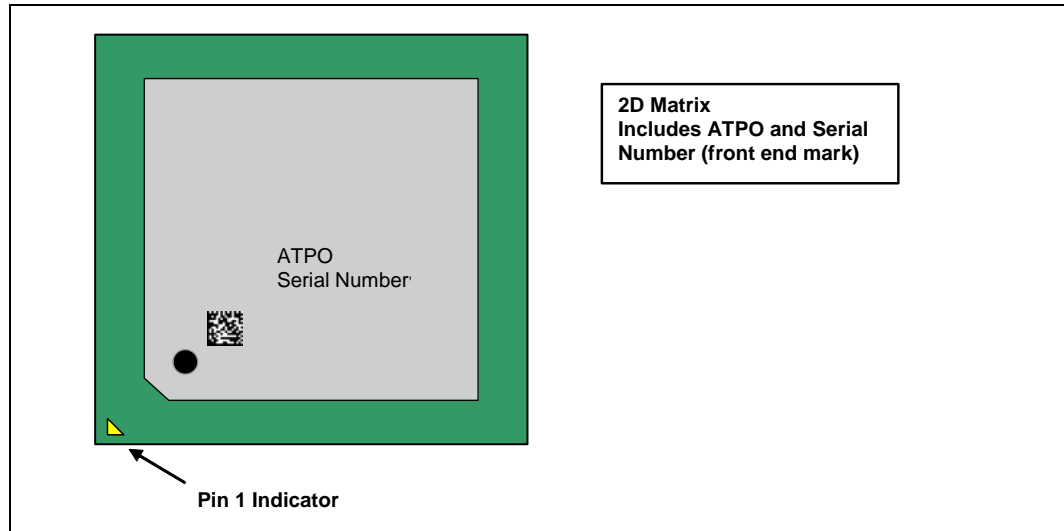 2D Matrix
Includes ATPO and Serial
Number (front end mark)
ATPO
Serial Number
Pin 1 Indicator